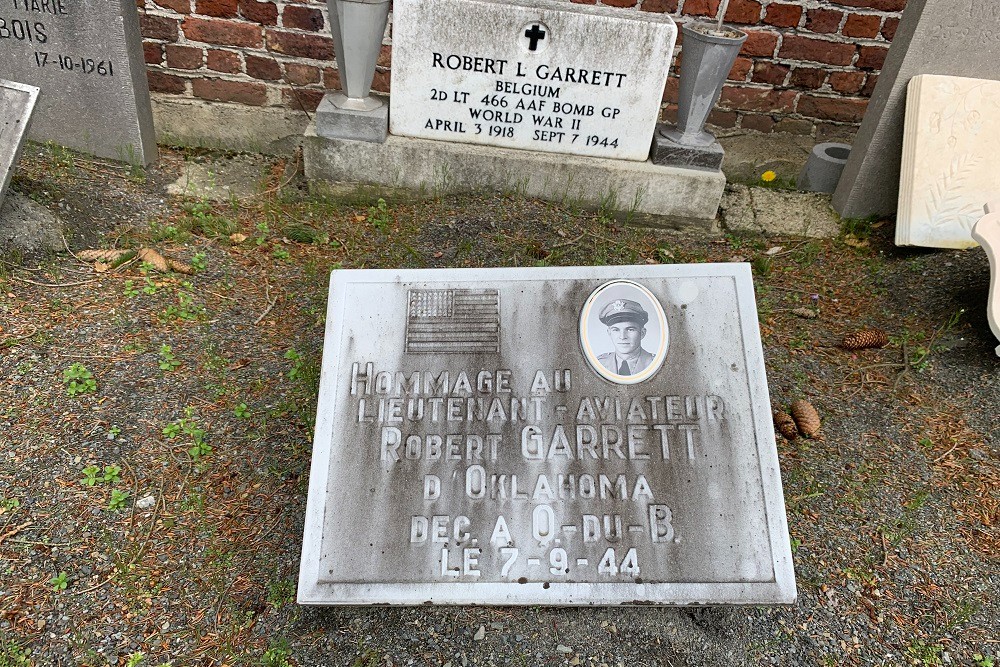 MARIE
BOIS
17-10-1961
ROBERT L GARRETT
BELGIUM
2D LT 466 AAF BOMB GP
WORLD WAR II
APRIL 3 1918 SEPT 7 1944
HOMMAGE AU
LIEUTENANT-AVIATEUR
ROBERT GARRETT
D'OKLAHOMA
DEC. A Q.-DU-B.
LE 7-9-44